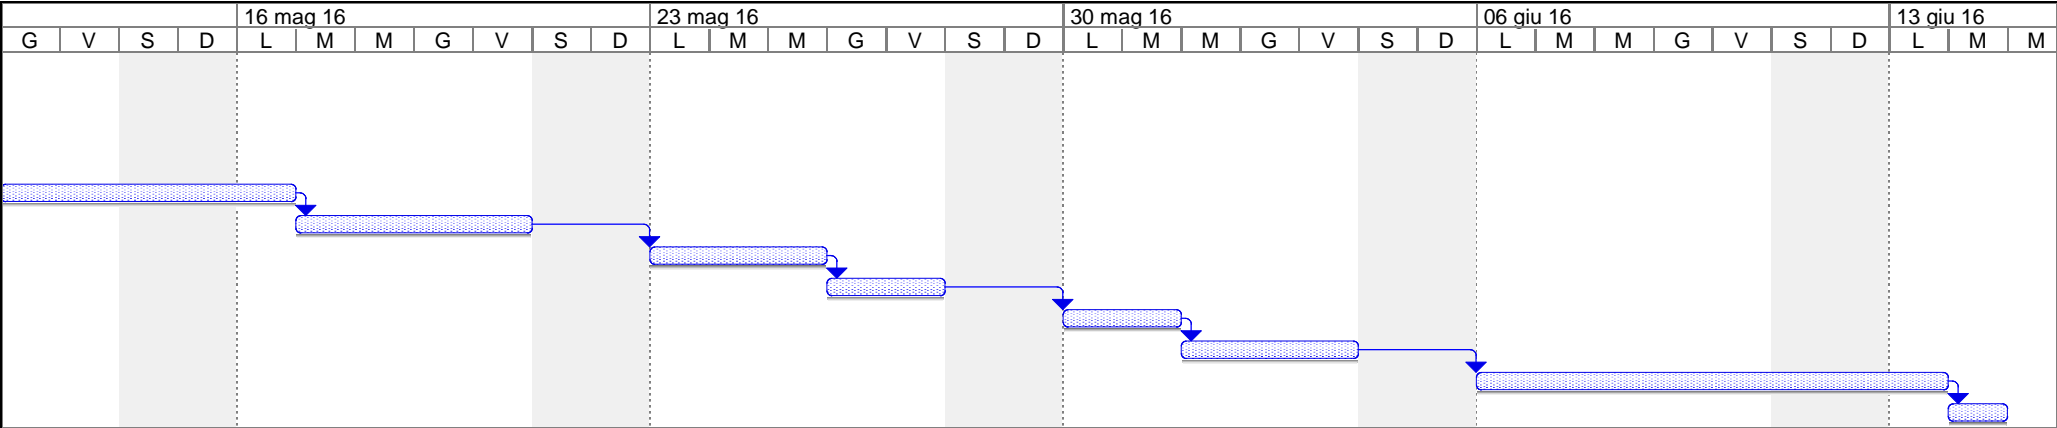 16 mag 16 23 mag 16 30 mag 16 06 giu 16 13 giu 16
G V S D L M M G V S D L M M G V S D L M M G V S D L M M G V S D L M M